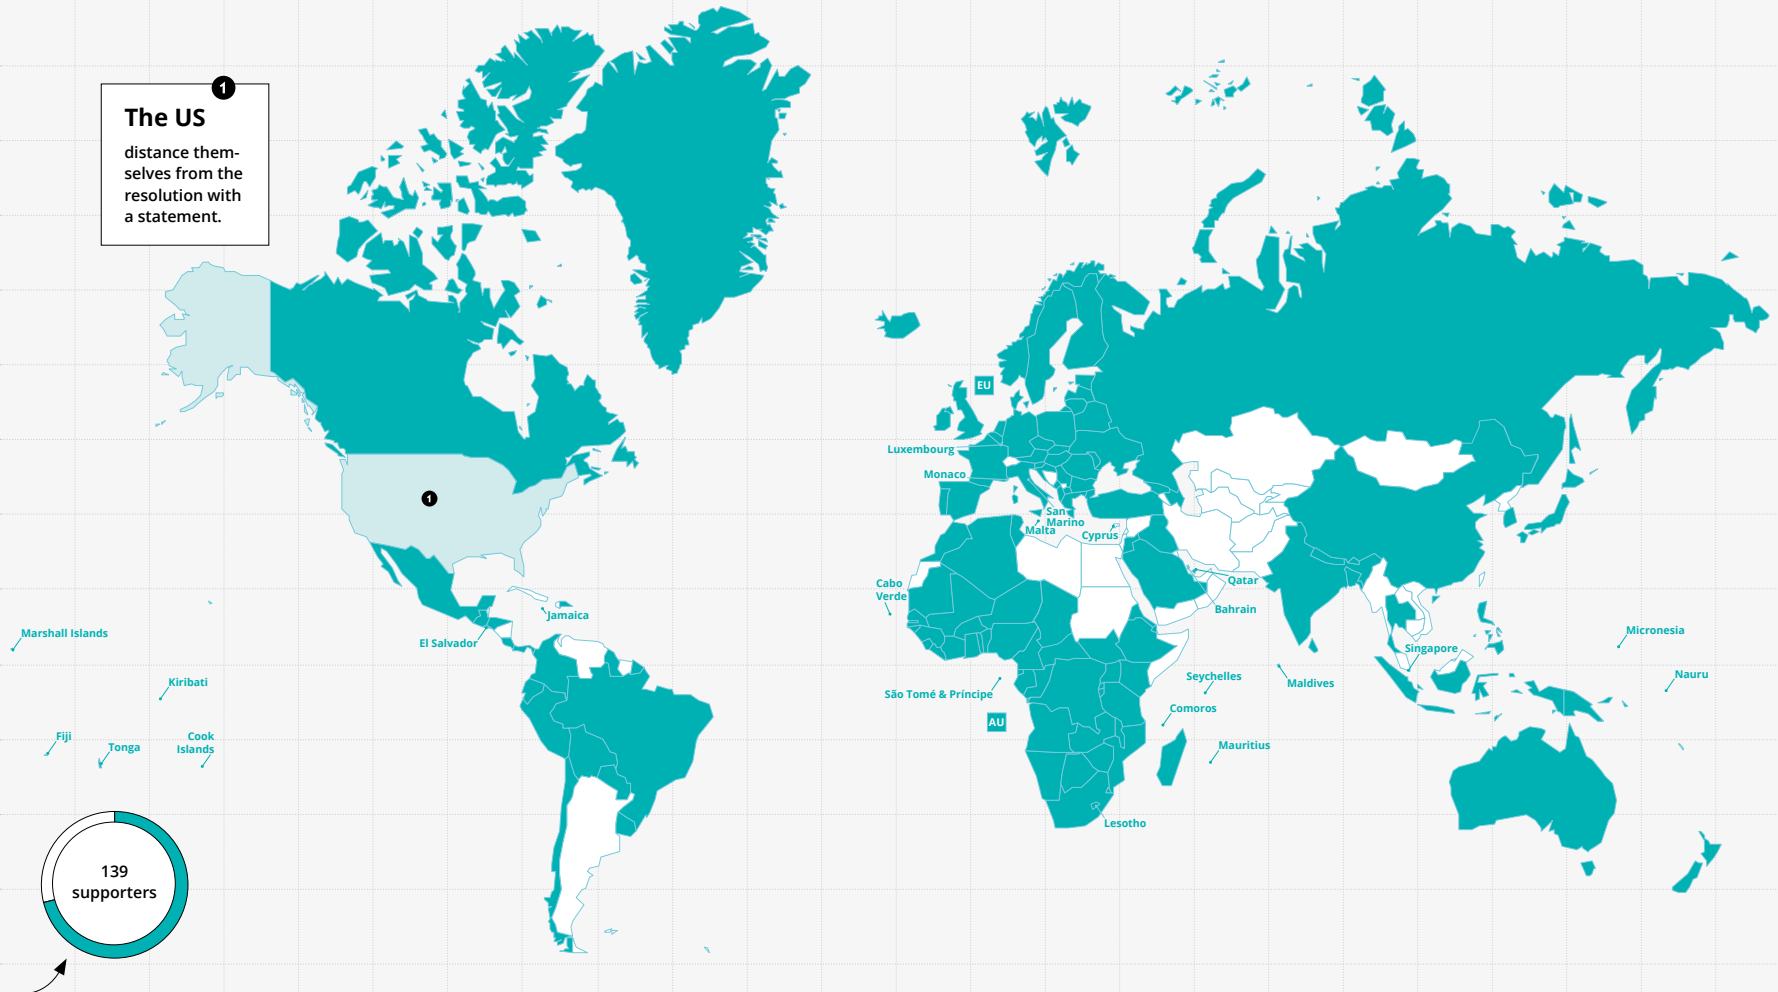 1
The US
distance them-
selves from the
resolution with
a statement.
1
EU
Luxembourg
Monaco
San
Marino
Malta
Cyprus
Cabo
Verde
Qatar
Bahrain
Jamaica
El Salvador
Marshall Islands
Micronesia
Singapore
Kiribati
São Tomé & Príncipe
Seychelles
Maldives
Nauru
Comoros
AU
Fiji
Tonga
Cook
Islands
Mauritius
Lesotho
139
supporters